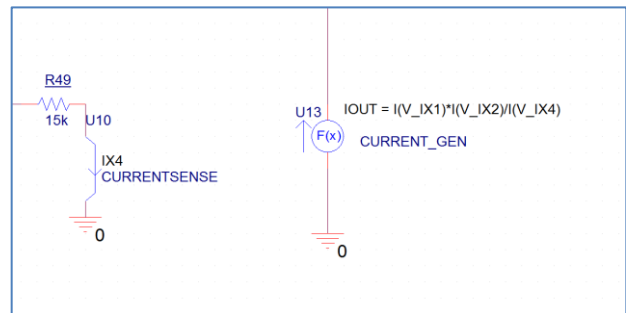 R49
15k
U10
IX4
CURRENTSENSE
0
U13
IOUT = I(V_IX1)*I(V_IX2)/I(V_IX4)
F(x)
CURRENT_GEN
0